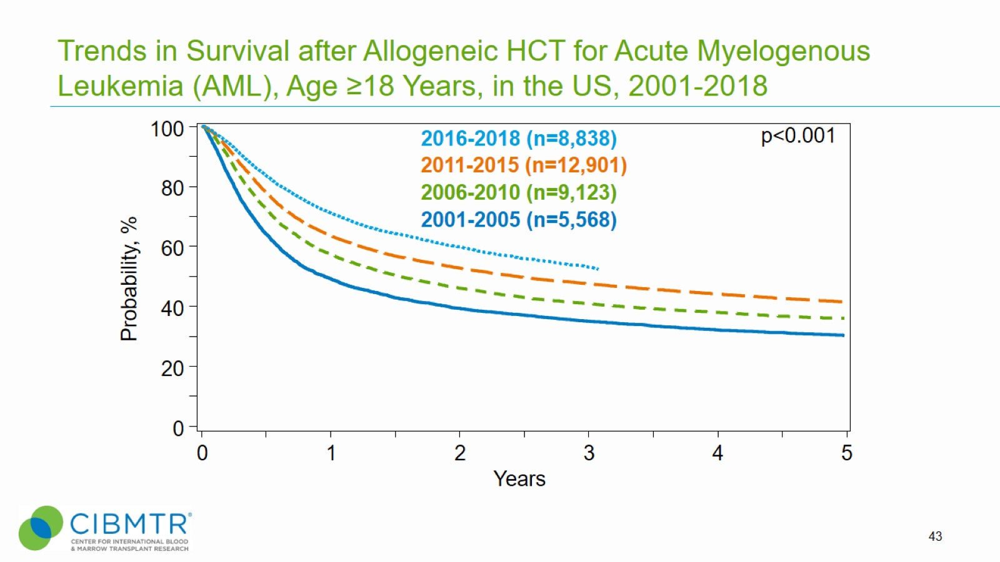 Trends in Survival after Allogeneic HCT for Acute Myelogenous
Leukemia (AML), Age ≥18 Years, in the US, 2001-2018
100
80
60
40
20
0
Probability, %
2016-2018 (n=8,838)
2011-2015 (n=12,901)
2006-2010 (n=9,123)
2001-2005 (n=5,568)
p<0.001
0 1 2 3 4 5
Years
CIBMTR®
CENTER FOR INTERNATIONAL BLOOD
& MARROW TRANSPLANT RESEARCH
43